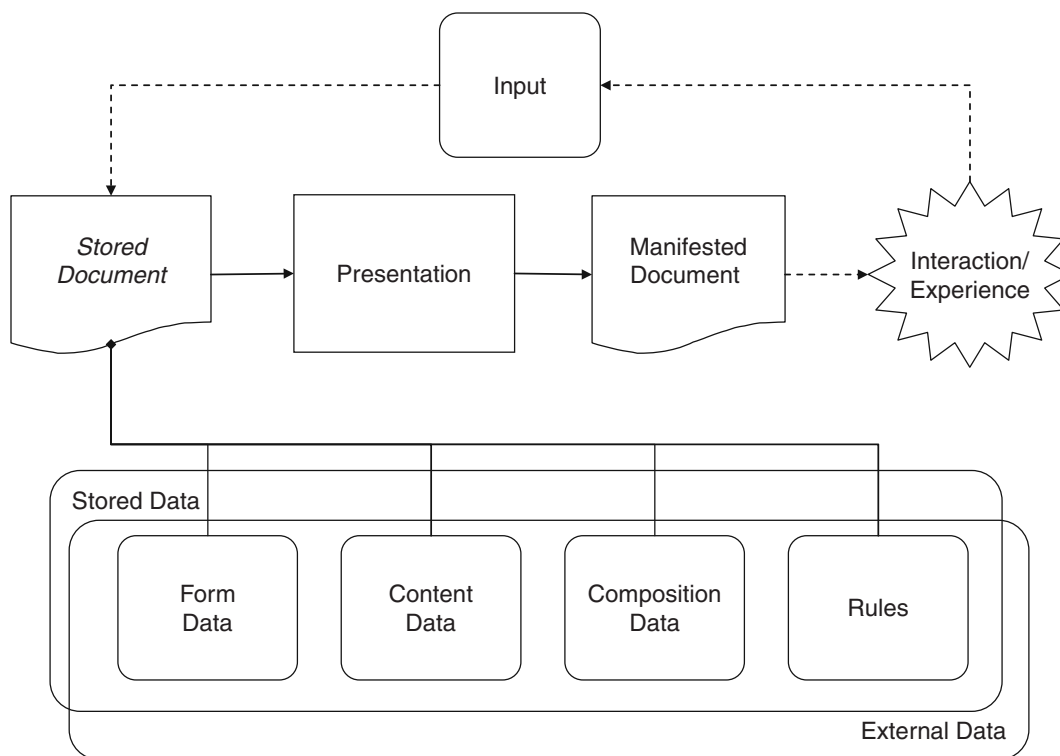 Input
Stored
Document
Presentation
Manifested
Document
Interaction/
Experience
Stored Data
Form
Data
Content
Data
Composition
Data
Rules
External Data